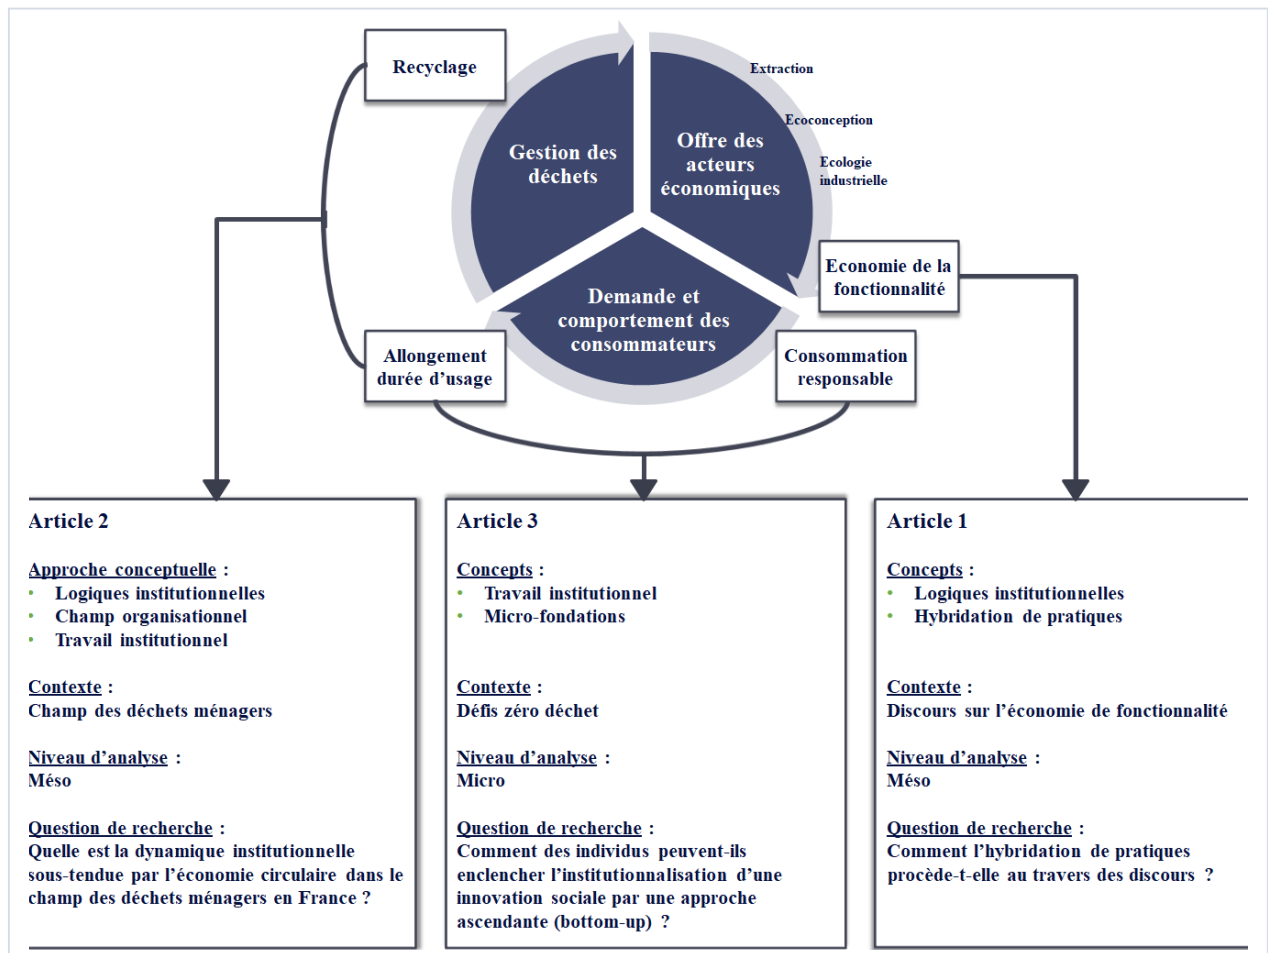 Recyclage
Extraction
Ecoconception
Ecologie
industrielle
Gestion des
déchets
Offre des
acteurs
économiques
Economie de la
fonctionnalité
Demande et
comportement des
consommateurs
Allongement
durée d’usage
Consommation
responsable
Article 2
Approche conceptuelle :
• Logiques institutionnelles
• Champ organisationnel
• Travail institutionnel
Contexte :
Champ des déchets ménagers
Niveau d’analyse :
Méso
Question de recherche :
Quelle est la dynamique institutionnelle
sous-tendue par l’économie circulaire dans le
champ des déchets ménagers en France ?
Article 3
Concepts :
• Travail institutionnel
• Micro-fondations
Contexte :
Défis zéro déchet
Niveau d’analyse :
Micro
Question de recherche :
Comment des individus peuvent-ils
enclencher l’institutionnalisation d’une
innovation sociale par une approche
ascendante (bottom-up) ?
Article 1
Concepts :
• Logiques institutionnelles
• Hybridation de pratiques
Contexte :
Discours sur l’économie de fonctionnalité
Niveau d’analyse :
Méso
Question de recherche :
Comment l’hybridation de pratiques
procède-t-elle au travers des discours ?